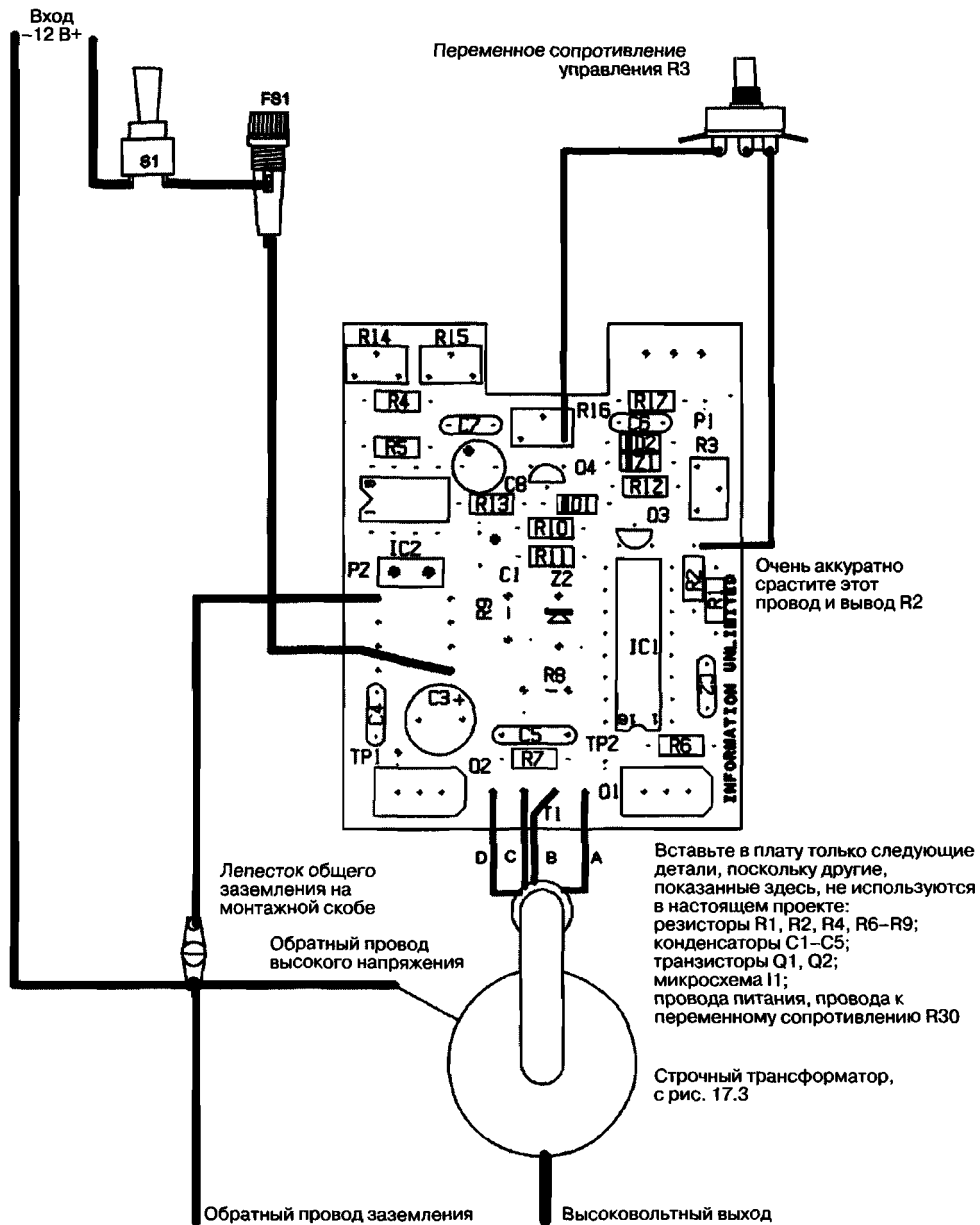 Вход
–12 В+
Переменное сопротивление
управления R3
FS1
S1
R14
R15
R4
R16
R17
C7
C6
P1
D2
R5
Z1
R3
Q4
C8
R12
R13
D1
Q3
R10
IC2
R11
P2
C1
Z2
R2
R1
Очень аккуратно
срастите этот
провод и вывод R2
R9
IC1
INFORMATION UNLIMITED
R8
C2
C3+
C4
C5
TP2
R6
TP1
Q2
R7
Q1
T1
D
C
B
A
Вставьте в плату только следующие
детали, поскольку другие,
показанные здесь, не используются
в настоящем проекте:
резисторы R1, R2, R4, R6–R9;
конденсаторы C1–C5;
транзисторы Q1, Q2;
микросхема I1;
провода питания, провода к
переменному сопротивлению R30
Лепесток общего
заземления на
монтажной скобе
Обратный провод
высокого напряжения
Строчный трансформатор,
с рис. 17.3
Обратный провод заземления
Высоковольтный выход